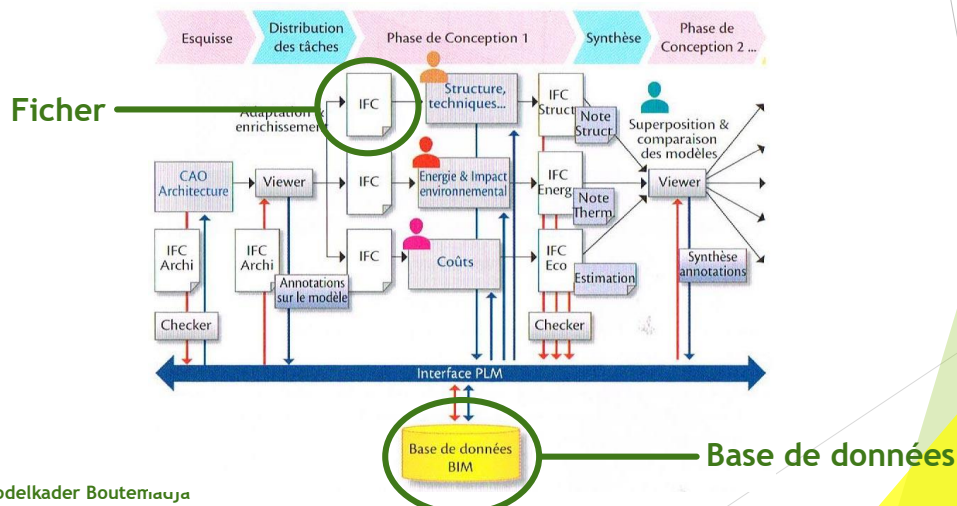 Esquisse
Distribution
des tâches
Phase de Conception 1
Synthèse
Phase de
Conception 2 ...
Ficher
Adaptation &
enrichissement
IFC
Structure,
techniques...
IFC
Struct
Note
Struct.
Superposition &
comparaison
des modèles
CAO
Architecture
Viewer
IFC
Energie & Impact
environnemental
IFC
Energ
Note
Therm.
Viewer
IFC
Archi
IFC
Archi
Annotations
sur le modèle
IFC
Coûts
IFC
Eco
Estimation
Synthèse
annotations
Checker
Checker
Interface PLM
Base de données
BIM
Base de données